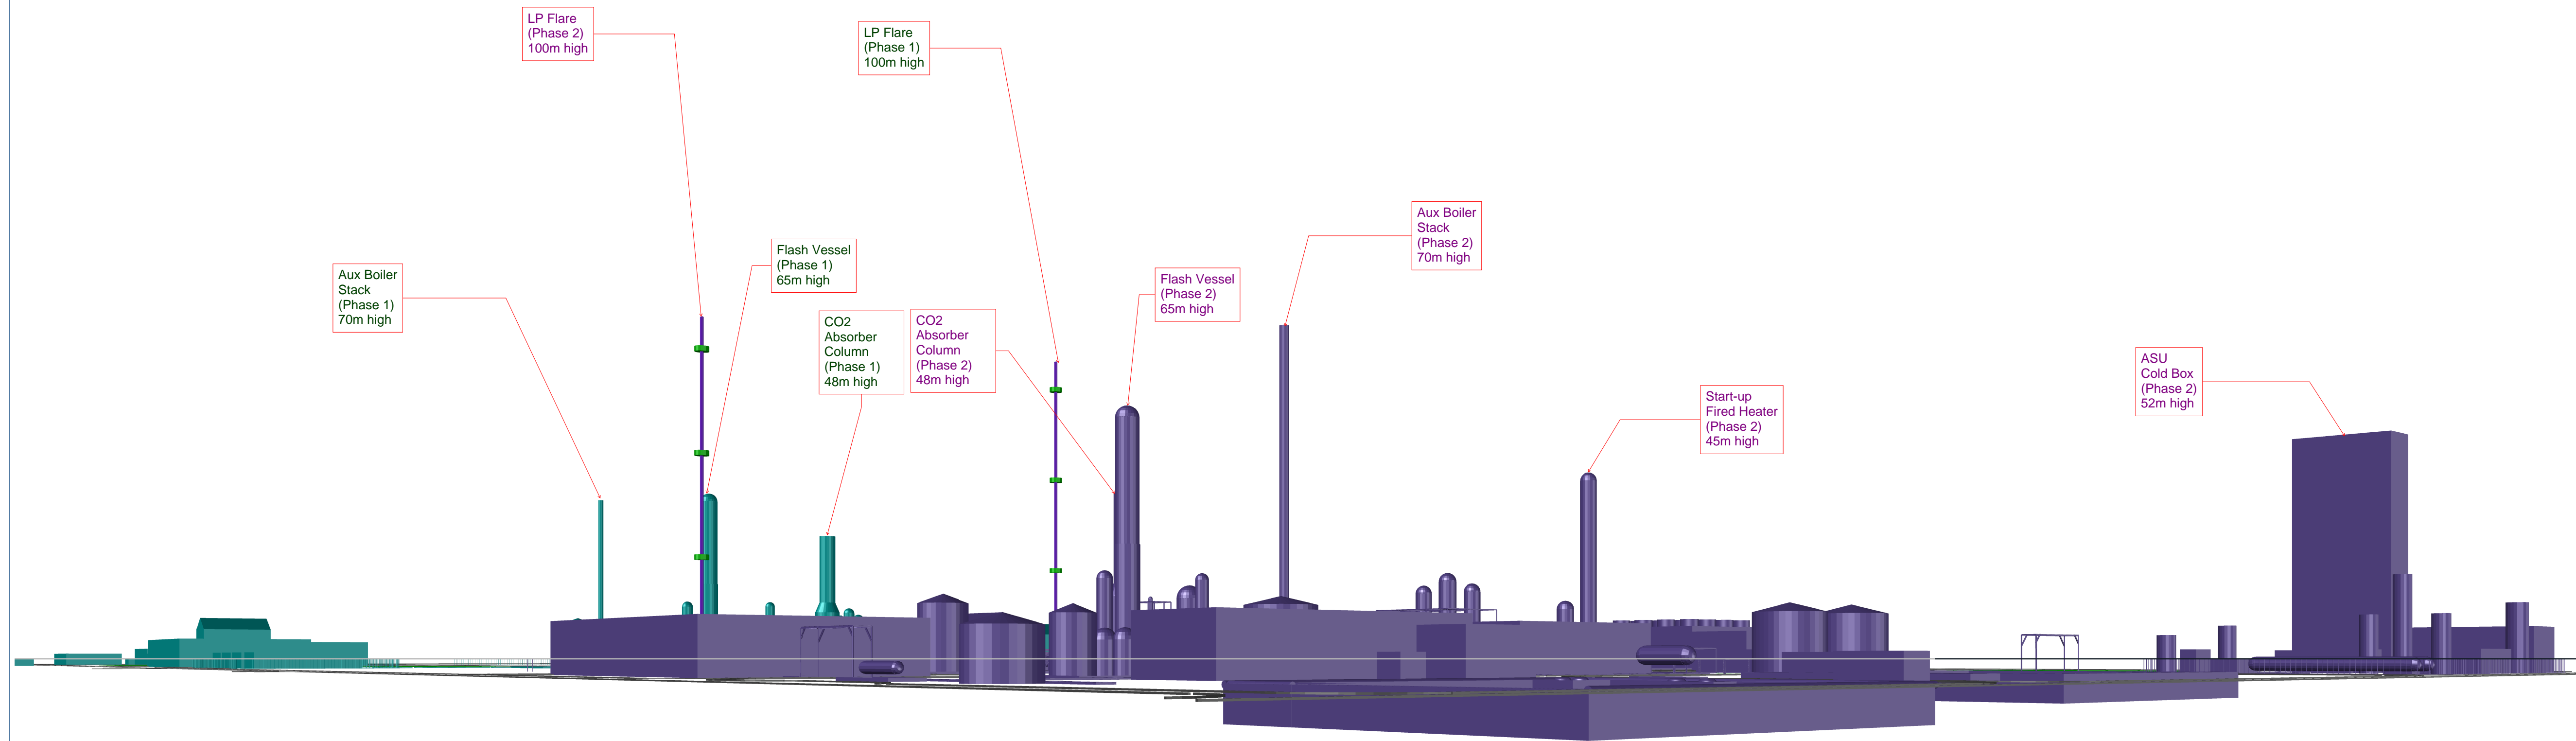 LP Flare
(Phase 2)
100m high
LP Flare
(Phase 1)
100m high
Aux Boiler
Stack
(Phase 1)
70m high
Flash Vessel
(Phase 1)
65m high
CO2
Absorber
Column
(Phase 1)
48m high
CO2
Absorber
Column
(Phase 2)
48m high
Flash Vessel
(Phase 2)
65m high
Aux Boiler
Stack
(Phase 2)
70m high
Start-up
Fired Heater
(Phase 2)
45m high
ASU
Cold Box
(Phase 2)
52m high